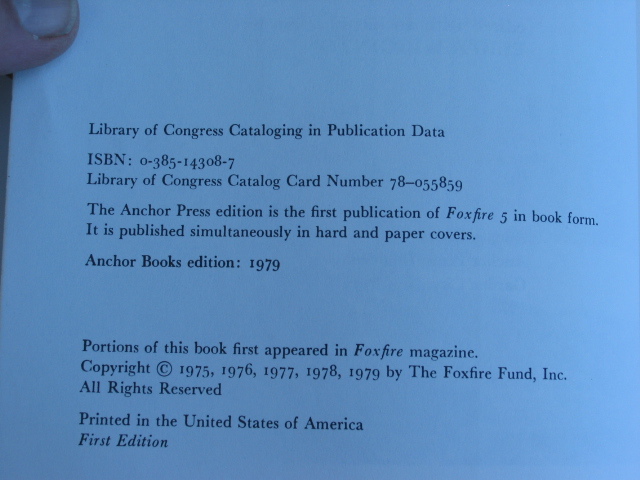 Library of Congress Cataloging in Publication Data
ISBN: 0-385-14308-7
Library of Congress Catalog Card Number 78–055859
The Anchor Press edition is the first publication of Foxfire 5 in book form.
It is published simultaneously in hard and paper covers.
Anchor Books edition: 1979
Portions of this book first appeared in Foxfire magazine.
Copyright © 1975, 1976, 1977, 1978, 1979 by The Foxfire Fund, Inc.
All Rights Reserved
Printed in the United States of America
First Edition